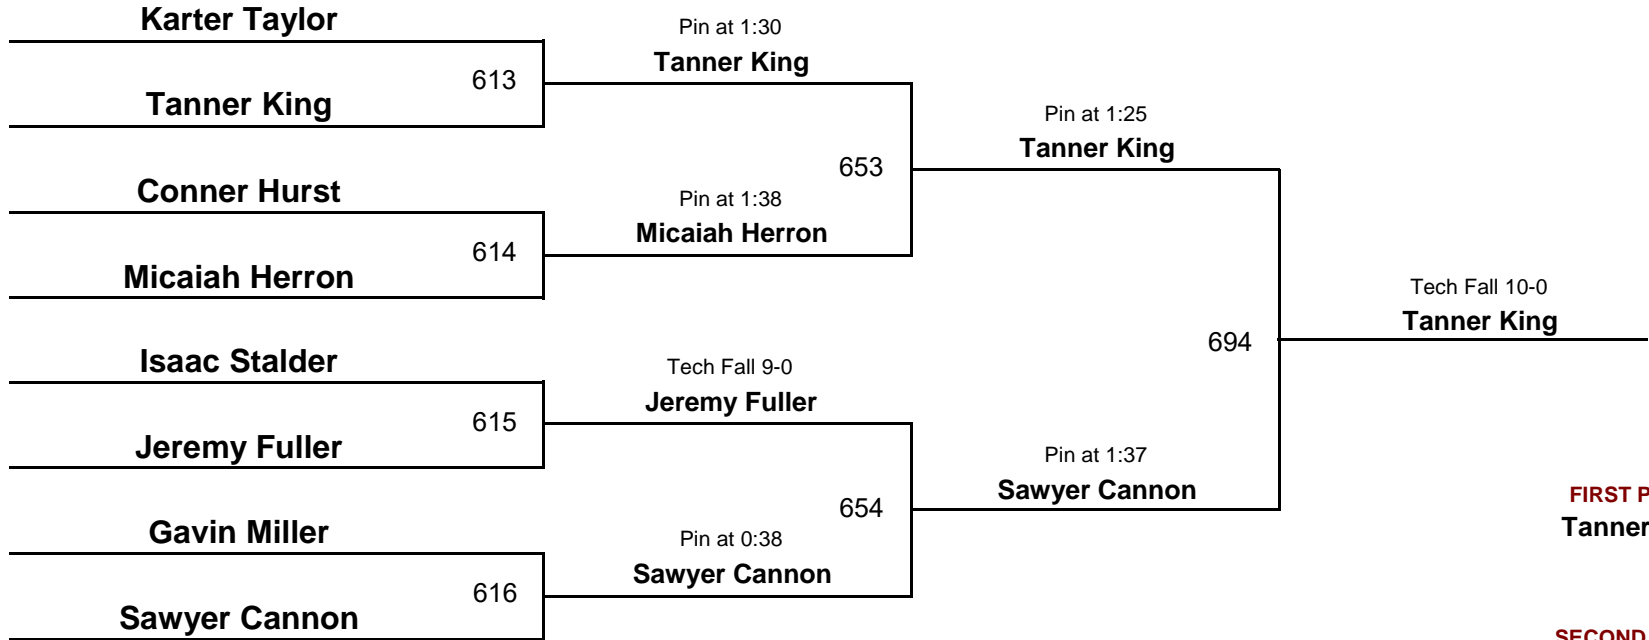 Karter Taylor
Pin at 1:30
Tanner King
613
Tanner King
Pin at 1:25
Tanner King
653
Conner Hurst
Pin at 1:38
Micaiah Herron
614
Micaiah Herron
Tech Fall 10-0
Tanner King
694
Isaac Stalder
Tech Fall 9-0
Jeremy Fuller
615
Jeremy Fuller
Pin at 1:37
Sawyer Cannon
FIRST P
654
Tanner
Gavin Miller
Pin at 0:38
Sawyer Cannon
616
Sawyer Cannon
SECOND